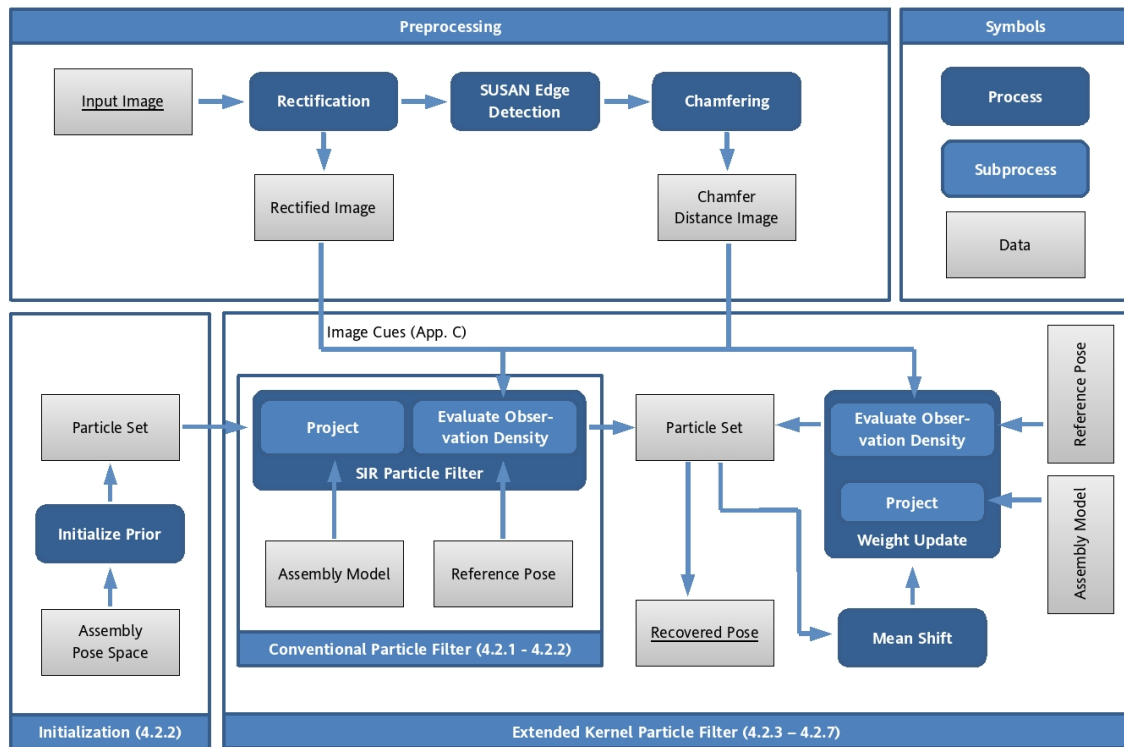 Preprocessing
Symbols
Input Image
Rectification
SUSAN Edge
Detection
Chamfering
Process
Subprocess
Rectified Image
Chamfer
Distance Image
Data
Image Cues (App. C)
Reference Pose
Particle Set
Project
Evaluate Obser-
vation Density
SIR Particle Filter
Particle Set
Evaluate Obser-
vation Density
Project
Weight Update
Assembly Model
Initialize Prior
Assembly Model
Reference Pose
Assembly
Pose Space
Recovered Pose
Mean Shift
Conventional Particle Filter (4.2.1 - 4.2.2)
Initialization (4.2.2)
Extended Kernel Particle Filter (4.2.3 – 4.2.7)